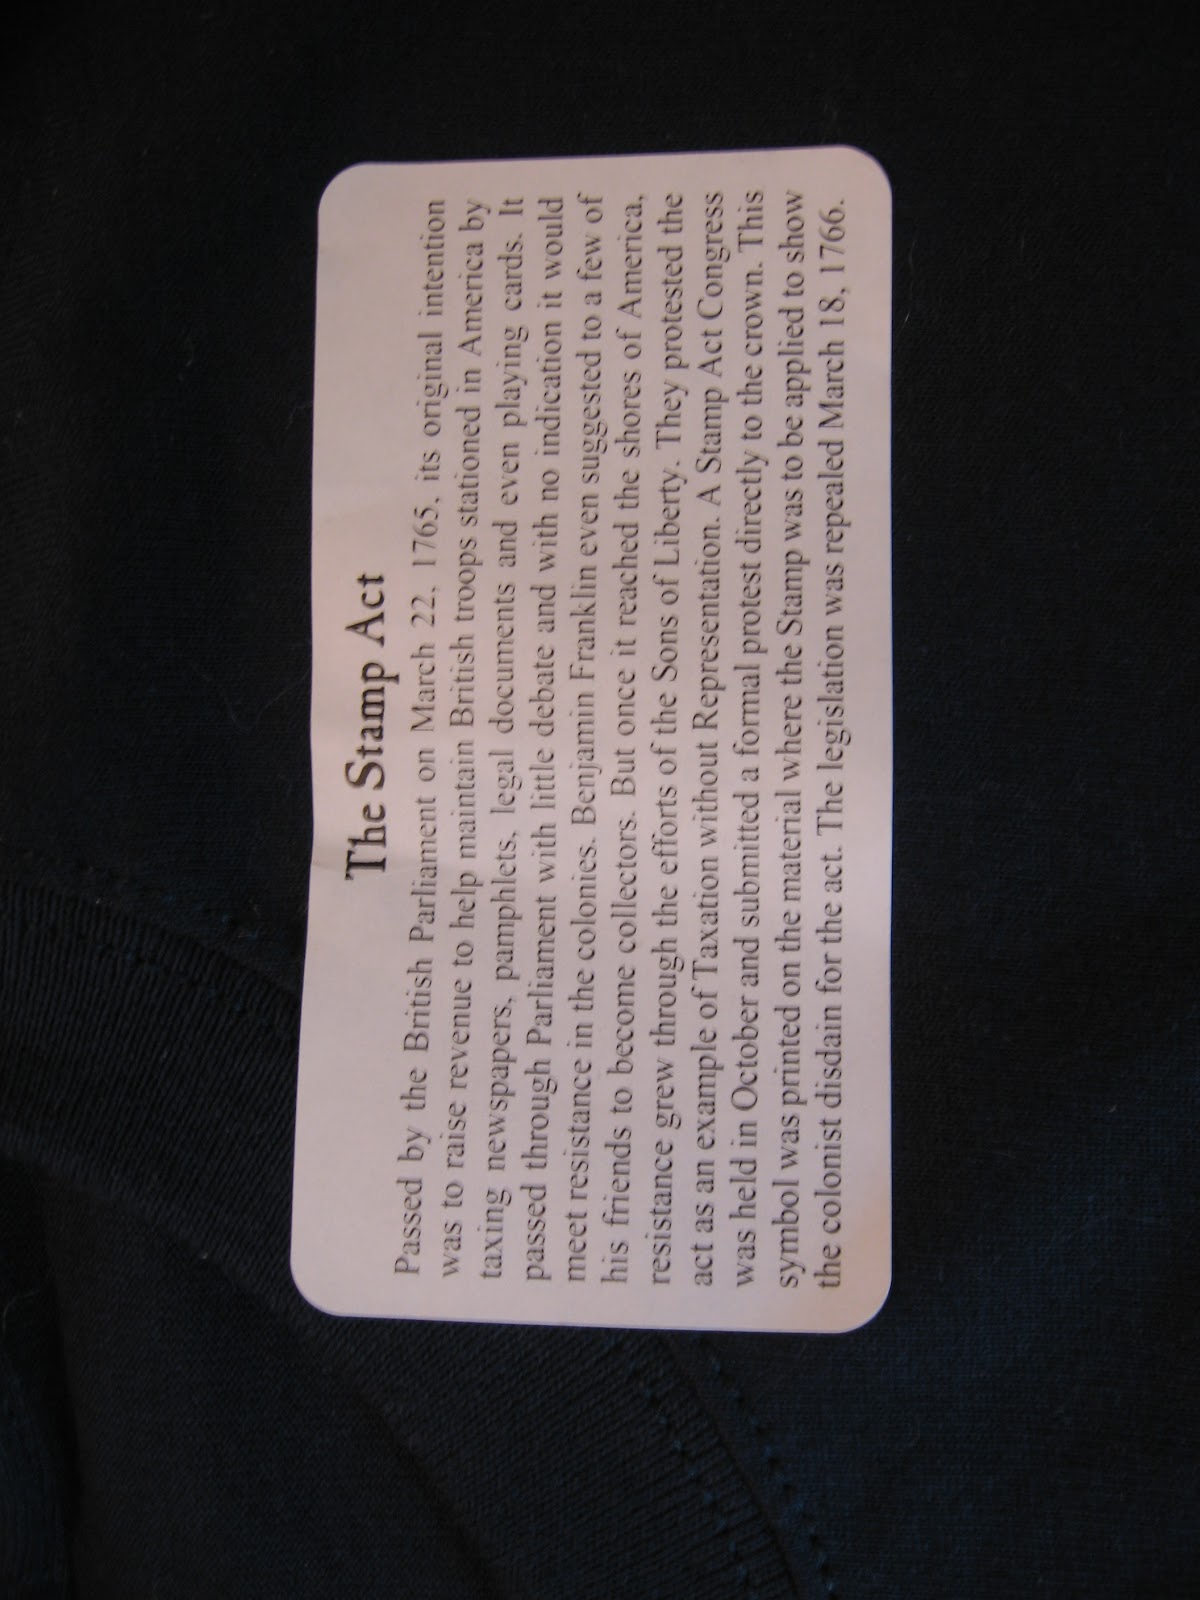 The Stamp Act
Passed by the British Parliament on March 22, 1765, its original intention
was to raise revenue to help maintain British troops stationed in America by
taxing newspapers, pamphlets, legal documents and even playing cards. It
passed through Parliament with little debate and with no indication it would
meet resistance in the colonies. Benjamin Franklin even suggested to a few of
his friends to become collectors. But once it reached the shores of America,
resistance grew through the efforts of the Sons of Liberty. They protested the
act as an example of Taxation without Representation. A Stamp Act Congress
was held in October and submitted a formal protest directly to the crown. This
symbol was printed on the material where the Stamp was to be applied to show
the colonist disdain for the act. The legislation was repealed March 18, 1766.